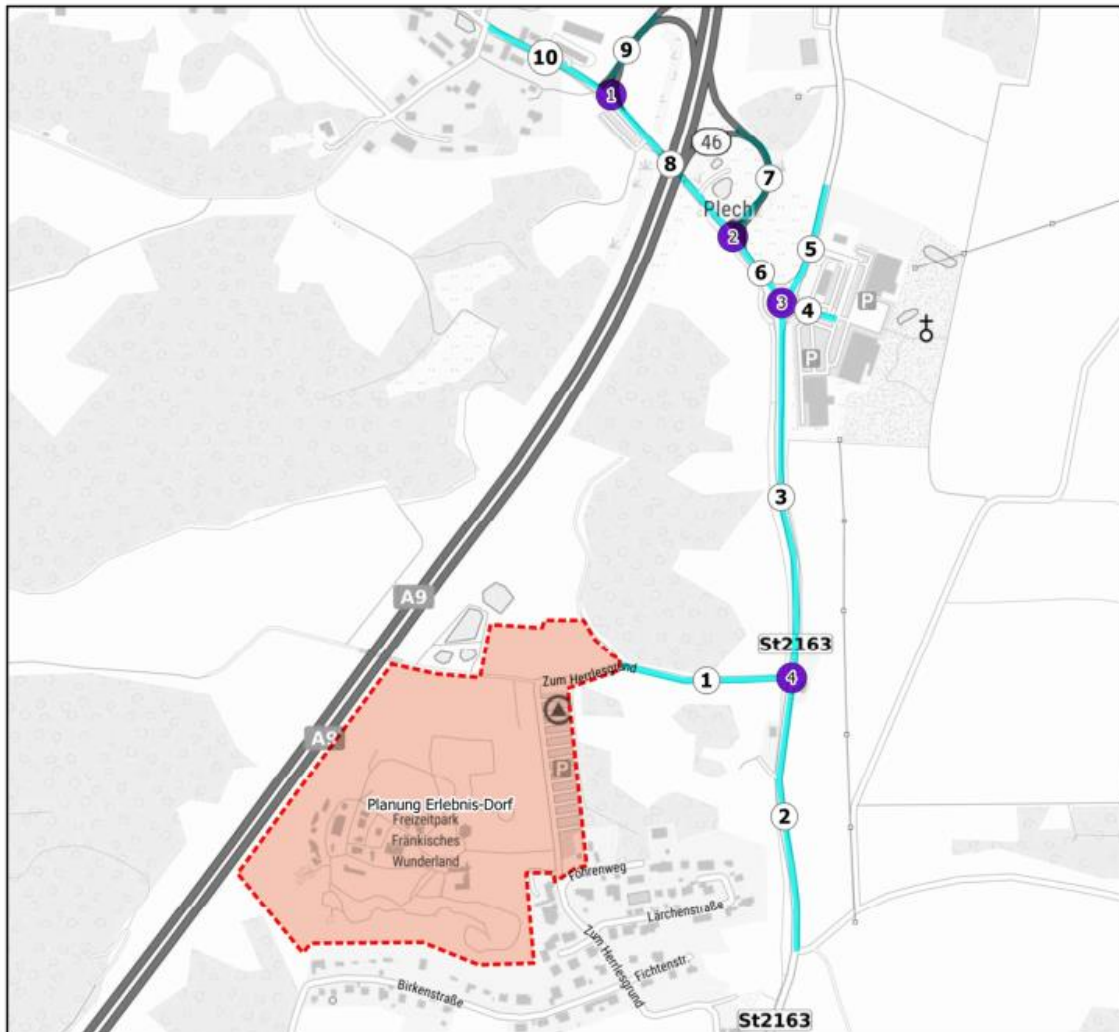 9
10
1
46
8
7
Plech
2
5
6
3
P
4
P
3
A9
St2163
Zum Herrlesgrund
1
4
A9
P
Planung Erlebnis-Dorf
Freizeitpark
Fränkisches
Wunderland
2
Föhrenweg
Lärchenstraße
Zum Herrlesgrund
Fichtenstr.
Birkenstraße
St2163